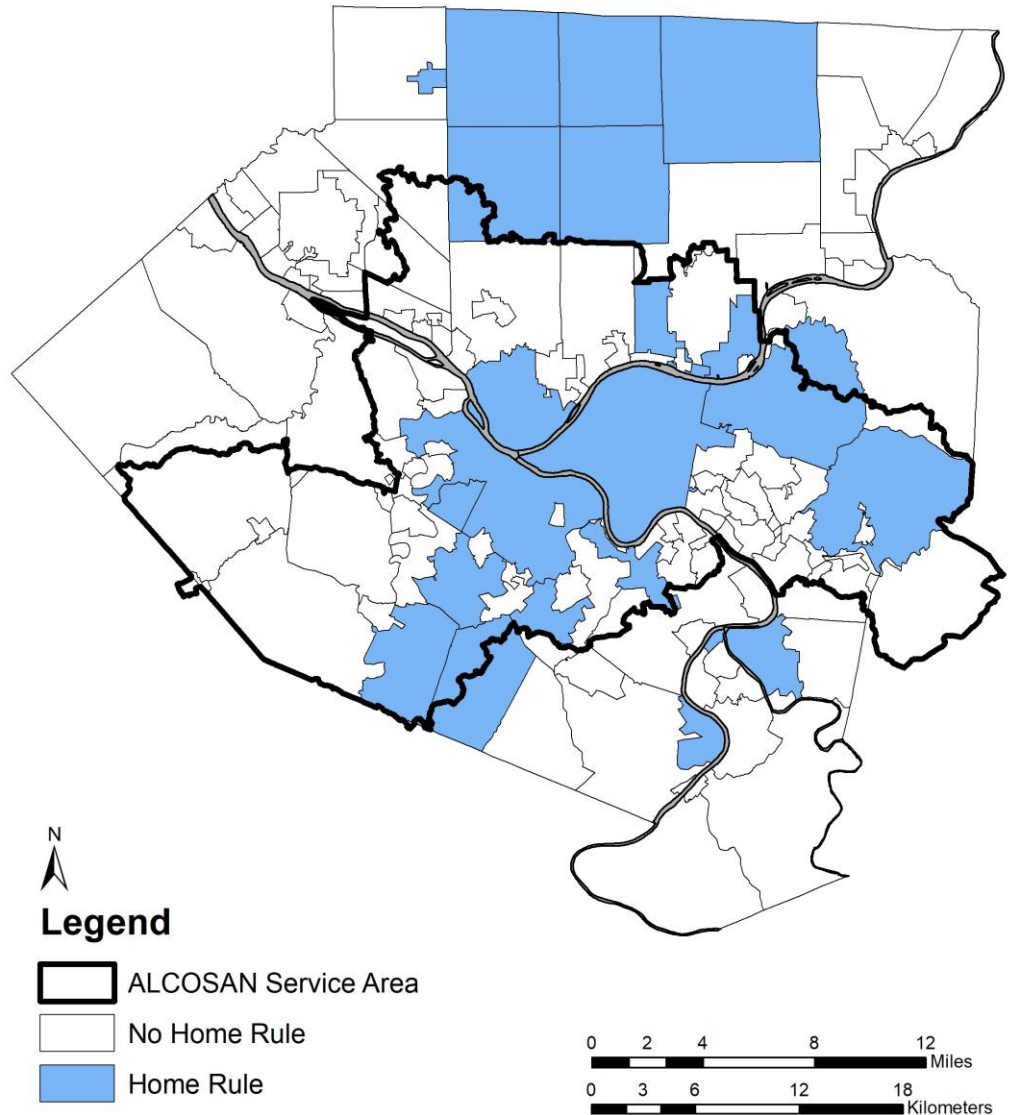 N
Legend
ALCOSAN Service Area
No Home Rule
Home Rule
0 2 4 8 12
Miles
0 3 6 12 18
Kilometers